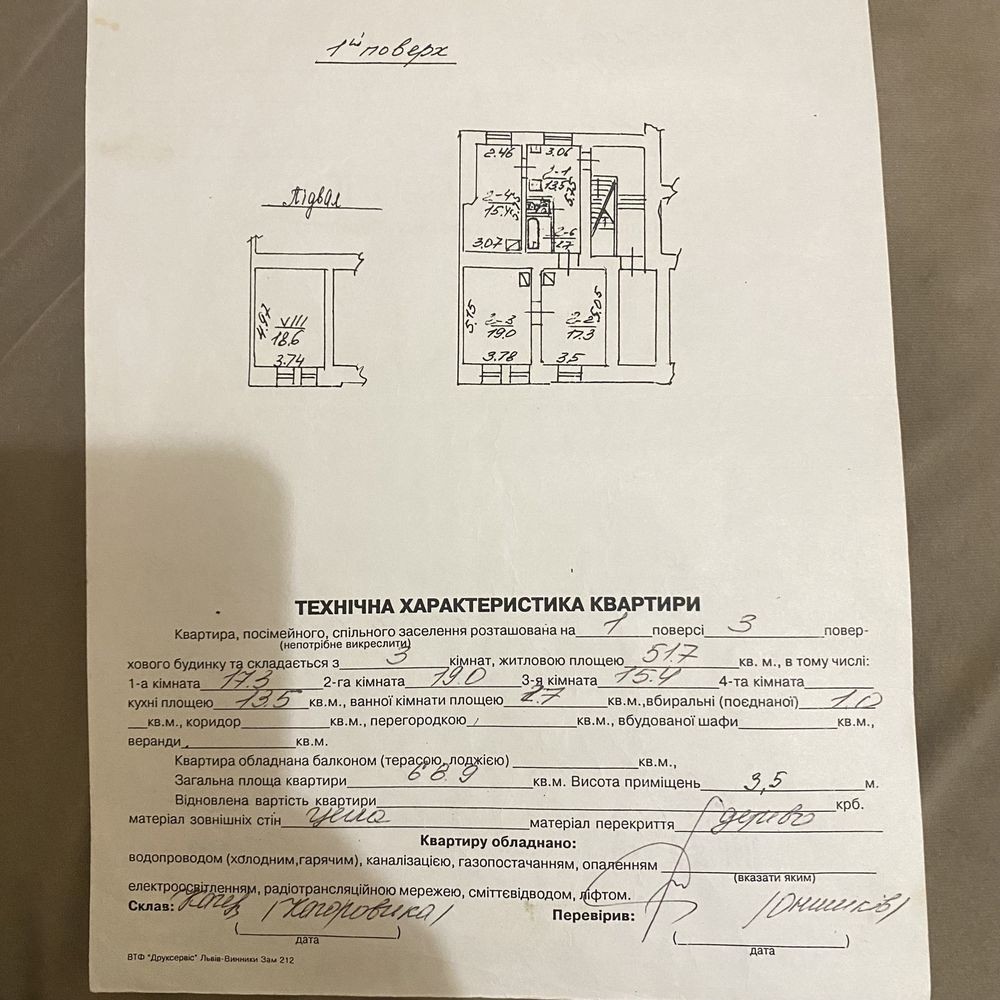 1ий поверх
Підвал
2.46
3.06
2-1
13.5
2-4
15.4
2-6
2.7
3.07
5.15
2-3
19.0
3.78
5.05
2-2
17.3
3.5
4.97
VIII
18.6
3.74
ТЕХНІЧНА ХАРАКТЕРИСТИКА КВАРТИРИ
Квартира, посімейного, спільного заселення розташована на 1 поверсі 3 повер-
(непотрібне викреслити)
хового будинку та складається з 3 кімнат, житловою площею 51.7 кв. м., в тому числі:
1-а кімната 17.3 2-га кімната 19.0 3-я кімната 15.4 4-та кімната
кухні площею 13.5 кв.м., ванної кімнати площею 2.7 кв.м.,вбиральні (поєднаної) 1.0
кв.м., коридор кв.м., перегородкою кв.м., вбудованої шафи кв.м.,
веранди кв.м.
Квартира обладнана балконом (терасою, лоджією) кв.м.,
Загальна площа квартири 68.9 кв.м. Висота приміщень 3,5 м.
Відновлена вартість квартири крб.
матеріал зовнішніх стін цегла матеріал перекриття дерево
Квартиру обладнано:
водопроводом (холодним,гарячим), каналізацією, газопостачанням, опаленням
(вказати яким)
електроосвітленням, радіотрансляційною мережею, сміттєвідводом, ліфтом.
Склав: Перевірив:
( дата ) ( дата )
ВТФ "Друксервіс" Львів-Винники Зам 212